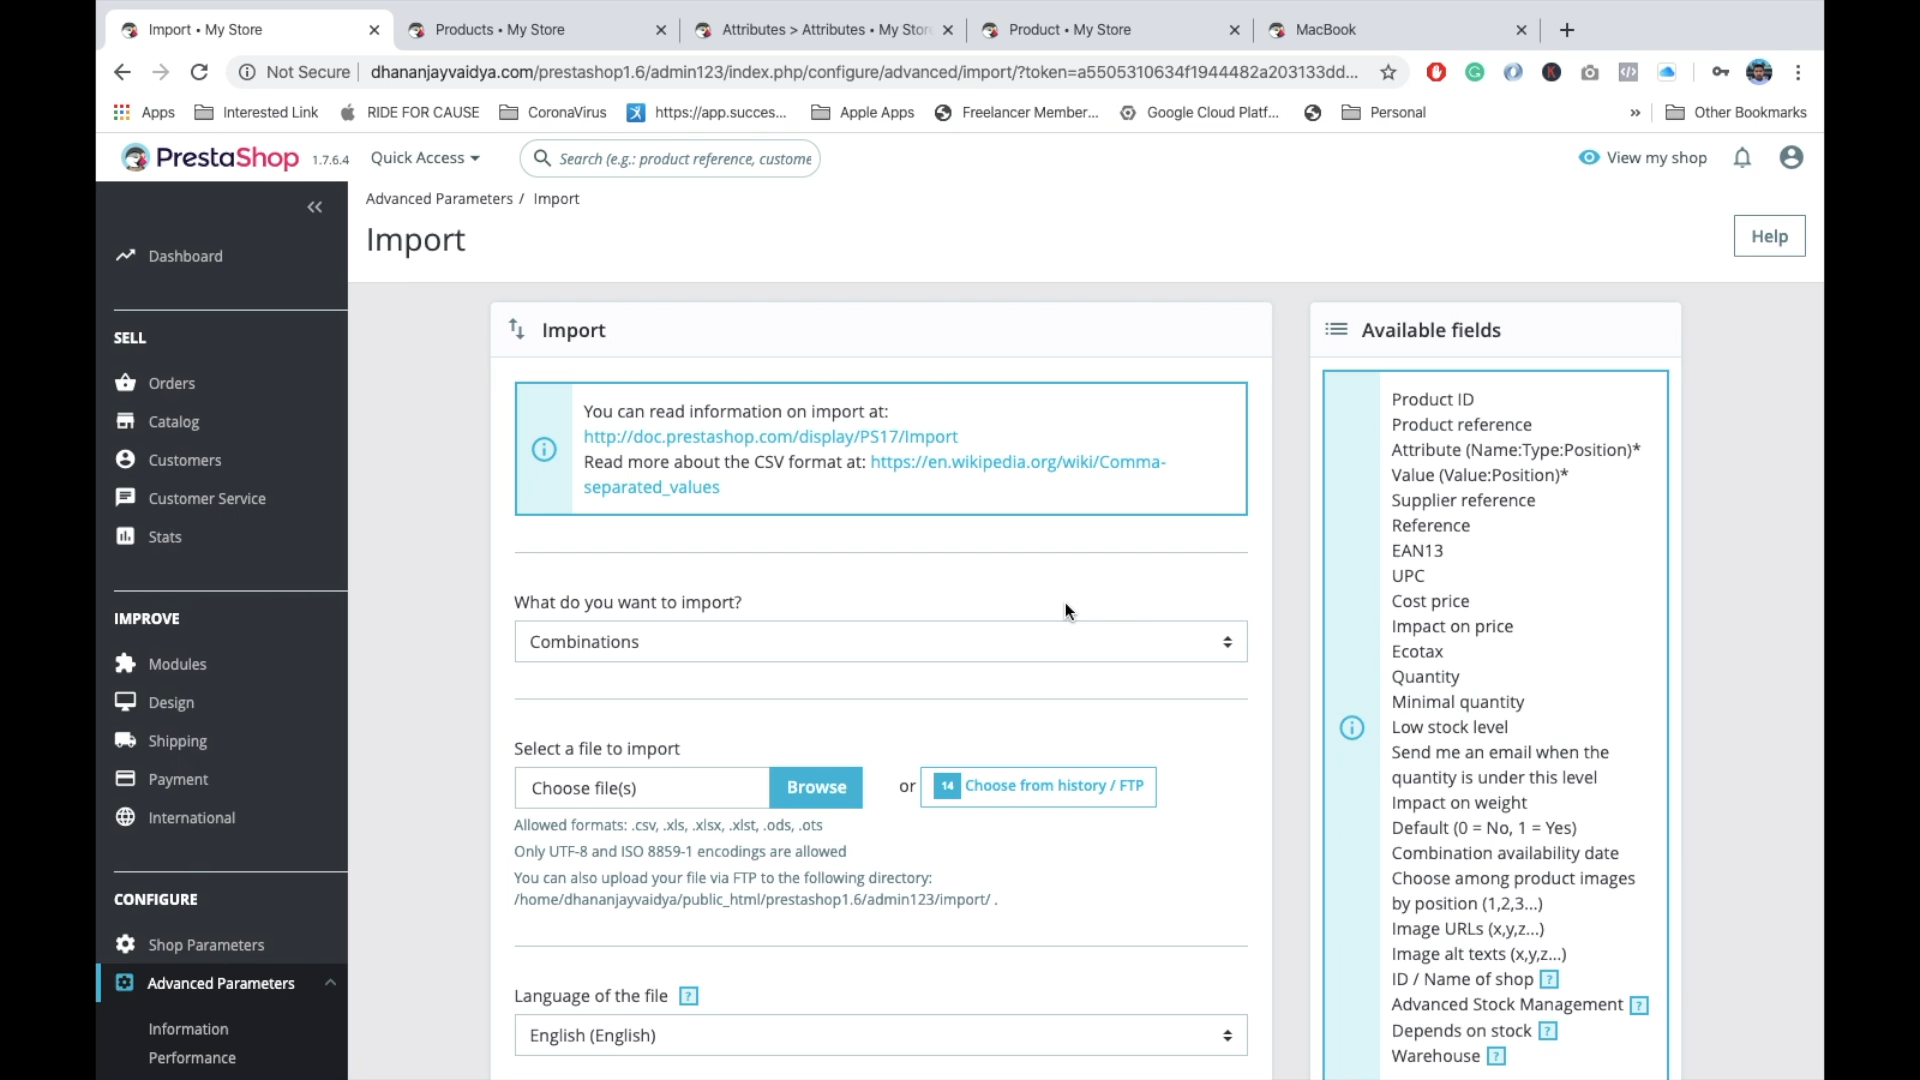 Import • My Store
Products • My Store
Attributes > Attributes • My Stor
Product • My Store
MacBook
Not Secure
dhananjayvaidya.com/prestashop1.6/admin123/index.php/configure/advanced/import/?token=a5505310634f1944482a203133dd...
Apps
Interested Link
RIDE FOR CAUSE
CoronaVirus
https://app.succes...
Apple Apps
Freelancer Member...
Google Cloud Platf...
Personal
»
Other Bookmarks
PrestaShop
1.7.6.4
Quick Access
Search (e.g.: product reference, custome
View my shop
Advanced Parameters / Import
Import
Help
Dashboard
SELL
Orders
Catalog
Customers
Customer Service
Stats
IMPROVE
Modules
Design
Shipping
Payment
International
CONFIGURE
Shop Parameters
Advanced Parameters
Information
Performance
Import
You can read information on import at:
http://doc.prestashop.com/display/PS17/Import
Read more about the CSV format at: https://en.wikipedia.org/wiki/Comma-
separated_values
What do you want to import?
Combinations
Select a file to import
Choose file(s)
Browse
or
14 Choose from history / FTP
Allowed formats: .csv, .xls, .xlsx, .xlst, .ods, .ots
Only UTF-8 and ISO 8859-1 encodings are allowed
You can also upload your file via FTP to the following directory:
/home/dhananjayvaidya/public_html/prestashop1.6/admin123/import/ .
Language of the file ?
English (English)
Available fields
Product ID
Product reference
Attribute (Name:Type:Position)*
Value (Value:Position)*
Supplier reference
Reference
EAN13
UPC
Cost price
Impact on price
Ecotax
Quantity
Minimal quantity
Low stock level
Send me an email when the
quantity is under this level
Impact on weight
Default (0 = No, 1 = Yes)
Combination availability date
Choose among product images
by position (1,2,3...)
Image URLs (x,y,z...)
Image alt texts (x,y,z...)
ID / Name of shop ?
Advanced Stock Management ?
Depends on stock ?
Warehouse ?